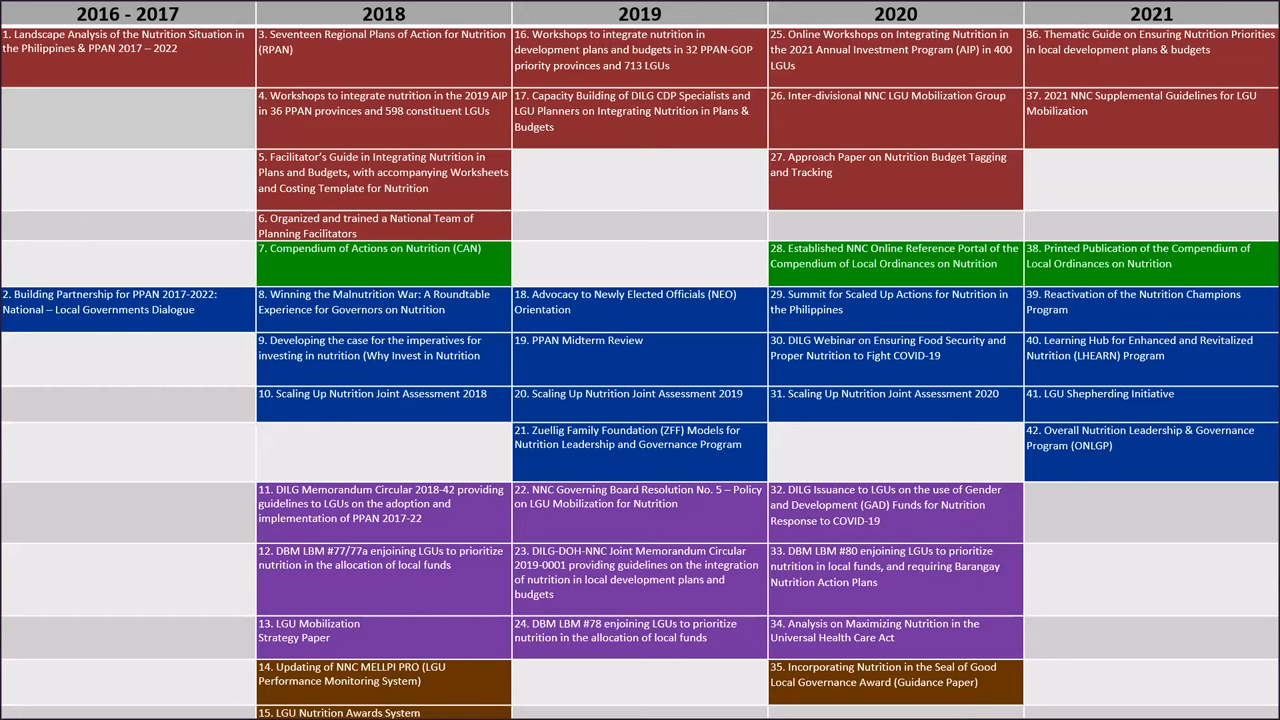 2016 - 2017
2018
2019
2020
2021
1. Landscape Analysis of the Nutrition Situation in
the Philippines & PPAN 2017 – 2022
3. Seventeen Regional Plans of Action for Nutrition
(RPAN)
16. Workshops to integrate nutrition in
development plans and budgets in 32 PPAN-GOP
priority provinces and 713 LGUs
25. Online Workshops on Integrating Nutrition in
the 2021 Annual Investment Program (AIP) in 400
LGUs
36. Thematic Guide on Ensuring Nutrition Priorities
in local development plans & budgets
4. Workshops to integrate nutrition in the 2019 AIP
in 36 PPAN provinces and 598 constituent LGUs
17. Capacity Building of DILG CDP Specialists and
LGU Planners on Integrating Nutrition in Plans &
Budgets
26. Inter-divisional NNC LGU Mobilization Group
37. 2021 NNC Supplemental Guidelines for LGU
Mobilization
5. Facilitator's Guide in Integrating Nutrition in
Plans and Budgets, with accompanying Worksheets
and Costing Template for Nutrition
27. Approach Paper on Nutrition Budget Tagging
and Tracking
6. Organized and trained a National Team of
Planning Facilitators
7. Compendium of Actions on Nutrition (CAN)
28. Established NNC Online Reference Portal of the
Compendium of Local Ordinances on Nutrition
38. Printed Publication of the Compendium of
Local Ordinances on Nutrition
2. Building Partnership for PPAN 2017-2022:
National – Local Governments Dialogue
8. Winning the Malnutrition War: A Roundtable
Experience for Governors on Nutrition
18. Advocacy to Newly Elected Officials (NEO)
Orientation
29. Summit for Scaled Up Actions for Nutrition in
the Philippines
39. Reactivation of the Nutrition Champions
Program
9. Developing the case for the imperatives for
investing in nutrition (Why Invest in Nutrition
19. PPAN Midterm Review
30. DILG Webinar on Ensuring Food Security and
Proper Nutrition to Fight COVID-19
40. Learning Hub for Enhanced and Revitalized
Nutrition (LHEARN) Program
10. Scaling Up Nutrition Joint Assessment 2018
20. Scaling Up Nutrition Joint Assessment 2019
31. Scaling Up Nutrition Joint Assessment 2020
41. LGU Shepherding Initiative
21. Zuellig Family Foundation (ZFF) Models for
Nutrition Leadership and Governance Program
42. Overall Nutrition Leadership & Governance
Program (ONLGP)
11. DILG Memorandum Circular 2018-42 providing
guidelines to LGUs on the adoption and
implementation of PPAN 2017-22
22. NNC Governing Board Resolution No. 5 – Policy
on LGU Mobilization for Nutrition
32. DILG Issuance to LGUs on the use of Gender
and Development (GAD) Funds for Nutrition
Response to COVID-19
12. DBM LBM #77/77a enjoining LGUs to prioritize
nutrition in the allocation of local funds
23. DILG-DOH-NNC Joint Memorandum Circular
2019-0001 providing guidelines on the integration
of nutrition in local development plans and
budgets
33. DBM LBM #80 enjoining LGUs to prioritize
nutrition in local funds, and requiring Barangay
Nutrition Action Plans
13. LGU Mobilization
Strategy Paper
24. DBM LBM #78 enjoining LGUs to prioritize
nutrition in the allocation of local funds
34. Analysis on Maximizing Nutrition in the
Universal Health Care Act
14. Updating of NNC MELLPI PRO (LGU
Performance Monitoring System)
35. Incorporating Nutrition in the Seal of Good
Local Governance Award (Guidance Paper)
15. LGU Nutrition Awards System